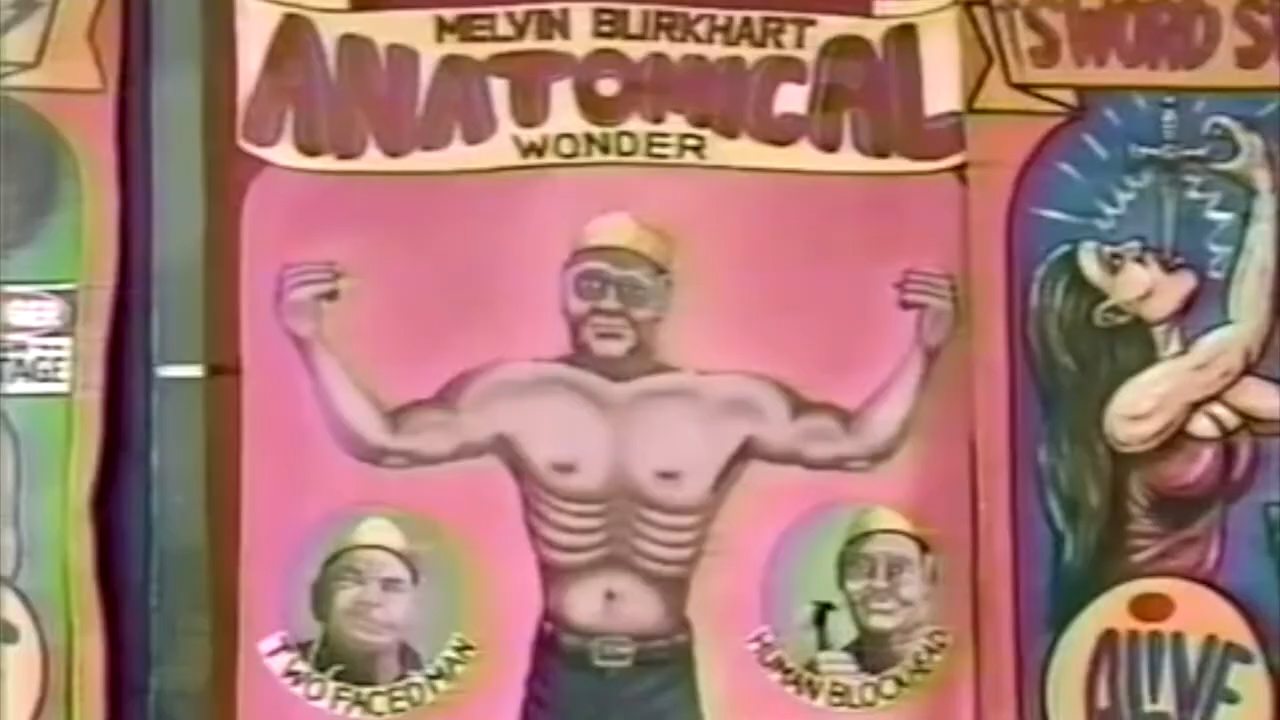 MELVIN BURKHART
ANATOMICAL
WONDER
SWORD
TWO FACED MAN
HUMAN BLOCKHEAD
ALIVE